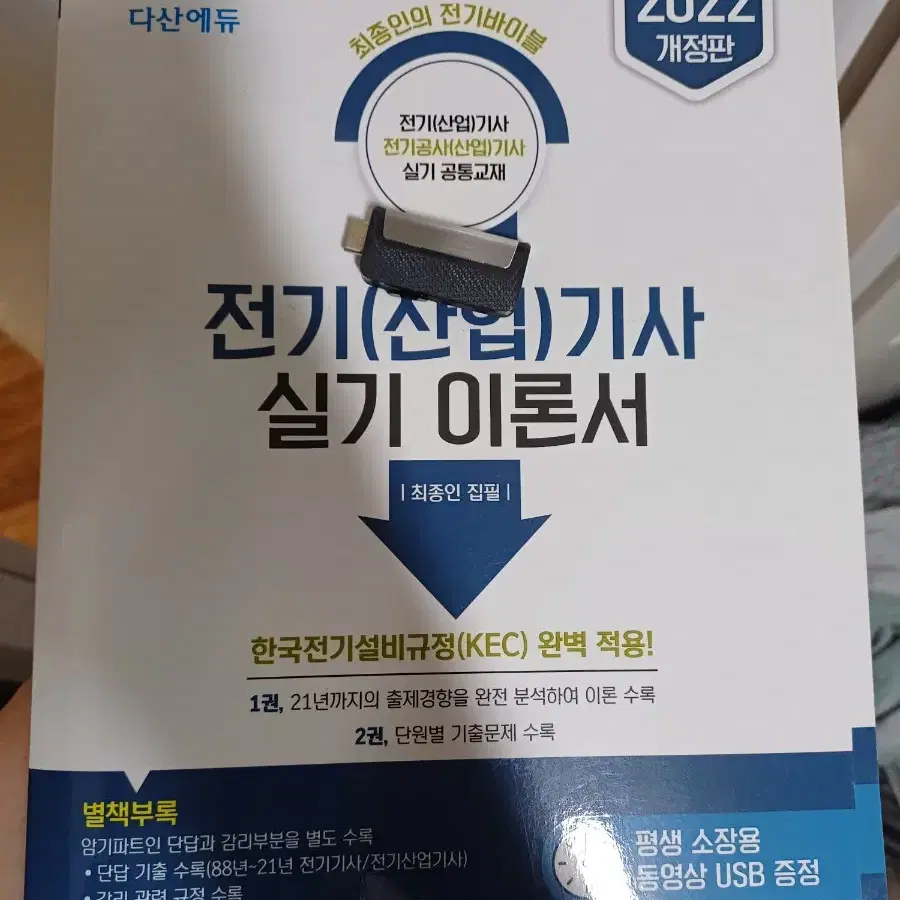 다산에듀
2022
개정판
최종인의 전기바이블
전기(산업)기사
전기공사(산업)기사
실기 공통교재
전기(산업)기사
실기 이론서
| 최종인 집필 |
한국전기설비규정(KEC) 완벽 적용!
1권, 21년까지의 출제경향을 완전 분석하여 이론 수록
2권, 단원별 기출문제 수록
별책부록
암기파트인 단답과 감리부분을 별도 수록
• 단답 기출 수록(88년~21년 전기기사/전기산업기사)
• 감리 관련 규정 수록
평생 소장용
동영상 USB 증정